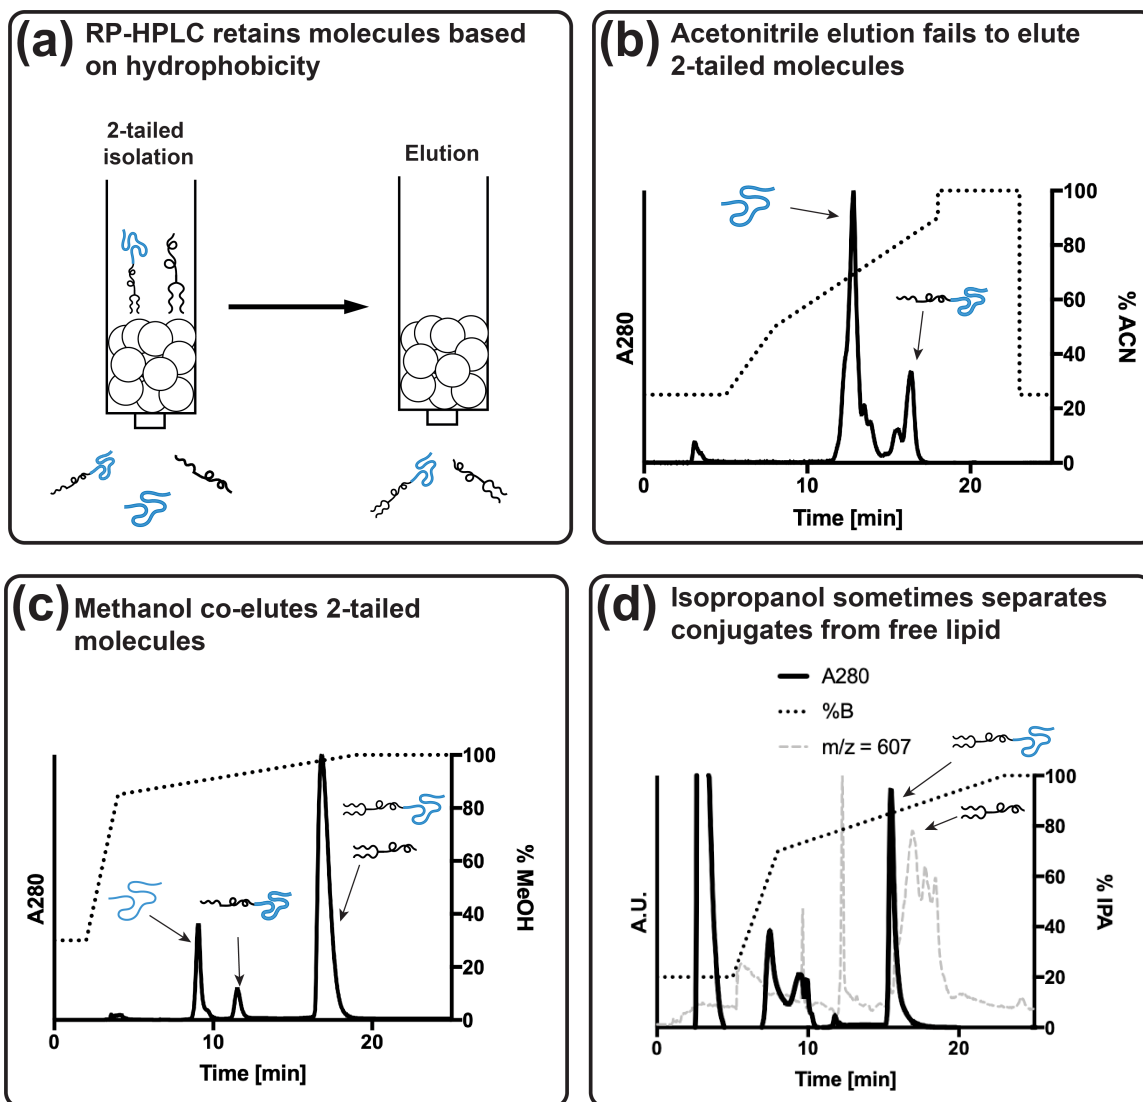 (a) RP-HPLC retains molecules based
on hydrophobicity
2-tailed
isolation
Elution
(b) Acetonitrile elution fails to elute
2-tailed molecules
A280
100
80
60
40
20
0
% ACN
0 10 20
Time [min]
(c) Methanol co-elutes 2-tailed
molecules
A280
100
80
60
40
20
0
% MeOH
0 10 20
Time [min]
(d) Isopropanol sometimes separates
conjugates from free lipid
A280
%B
m/z = 607
A.U.
100
80
60
40
20
0
% IPA
0 10 20
Time [min]